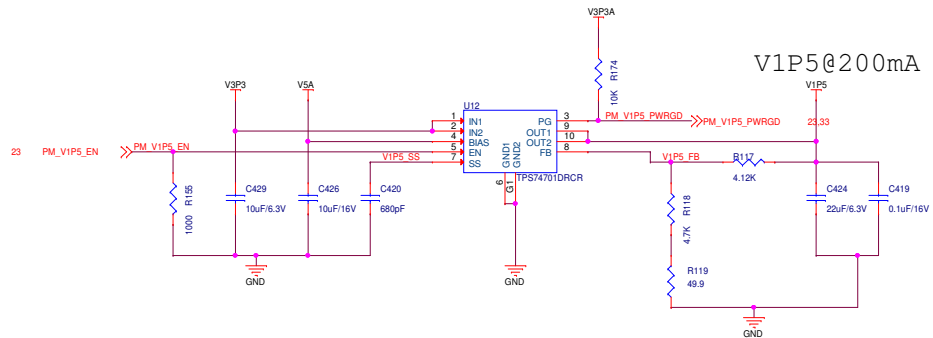 V3P3A
R174
10K
V1P5@200mA
V3P3
V5A
V1P5
U12
1
IN1
PG
3
PM_V1P5_PWRGD
PM_V1P5_PWRGD
23,33
2
IN2
OUT1
9
4
BIAS
OUT2
10
23
PM_V1P5_EN
PM_V1P5_EN
5
EN
FB
8
V1P5_SS
7
SS
GND1
GND2
V1P5_FB
R117
4.12K
TPS74701DRCR
6
G1
R155
1000
C429
10uF/6.3V
C426
10uF/16V
C420
680pF
R118
4.7K
C424
22uF/6.3V
C419
0.1uF/16V
R119
49.9
GND
GND
GND